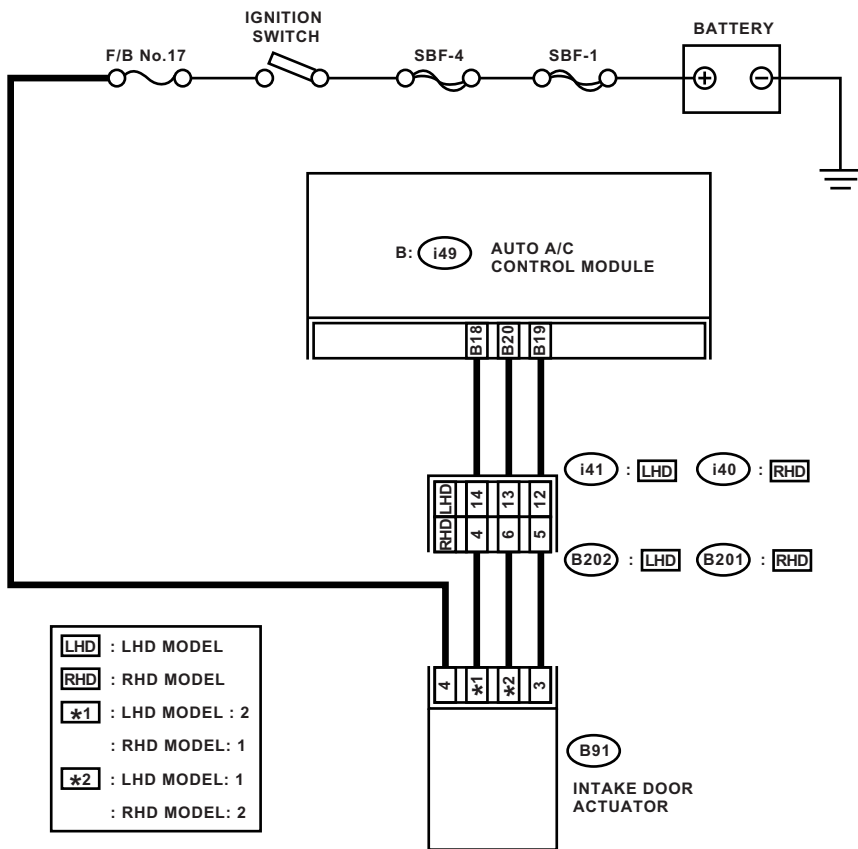 IGNITION
SWITCH
BATTERY
F/B No.17
SBF-4
SBF-1
B: i49 AUTO A/C
CONTROL MODULE
B18 B20 B19
i41 : LHD i40 : RHD
LHD 14 13 12
RHD 4 6 5
B202 : LHD B201 : RHD
LHD : LHD MODEL
RHD : RHD MODEL
*1 : LHD MODEL : 2
: RHD MODEL: 1
*2 : LHD MODEL: 1
: RHD MODEL: 2
4 *1 *2 3
B91
INTAKE DOOR
ACTUATOR